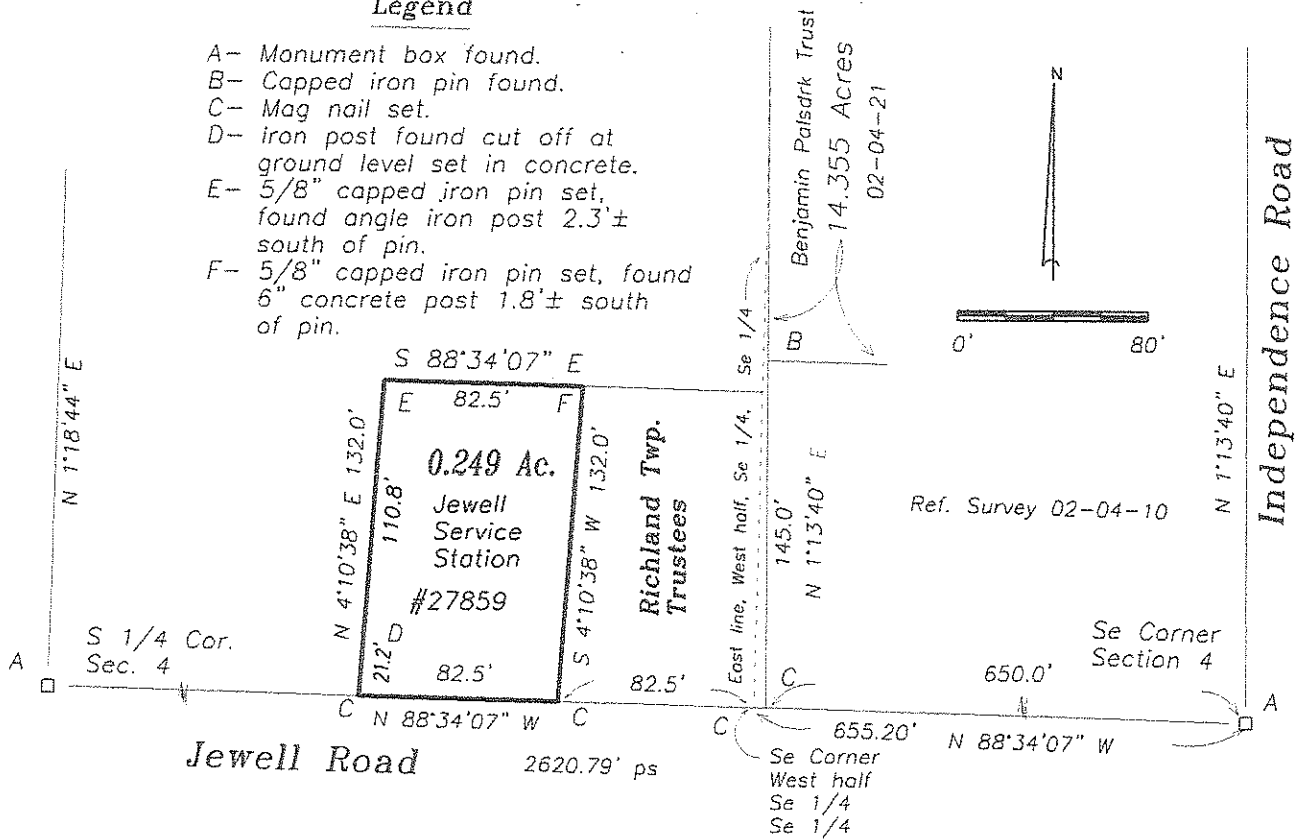 Legend
A- Monument box found.
B- Capped iron pin found.
C- Mag nail set.
D- iron post found cut off at
ground level set in concrete.
E- 5/8" capped iron pin set,
found angle iron post 2.3'±
south of pin.
F- 5/8" capped iron pin set, found
6" concrete post 1.8'± south
of pin.
Benjamin Palsdrk Trust
14.355 Acres
02-04-21
N
0' 80'
Independence Road
N 1°13'40" E
N 1°18'44" E
S 88°34'07" E
E 82.5' F
N 4°10'38" E 132.0'
110.8'
21.2'
0.249 Ac.
Jewell
Service
Station
#27859
D
82.5'
S 4°10'38" W 132.0'
Richland Twp.
Trustees
East line, West half, Se 1/4, Se 1/4
B
145.0'
N 1°13'40" E
Ref. Survey 02-04-10
S 1/4 Cor.
Sec. 4
A
Se Corner
Section 4
650.0'
A
82.5'
C
C
N 88°34'07" W
C
C
655.20'
N 88°34'07" W
Jewell Road
2620.79' ps
Se Corner
West half
Se 1/4
Se 1/4